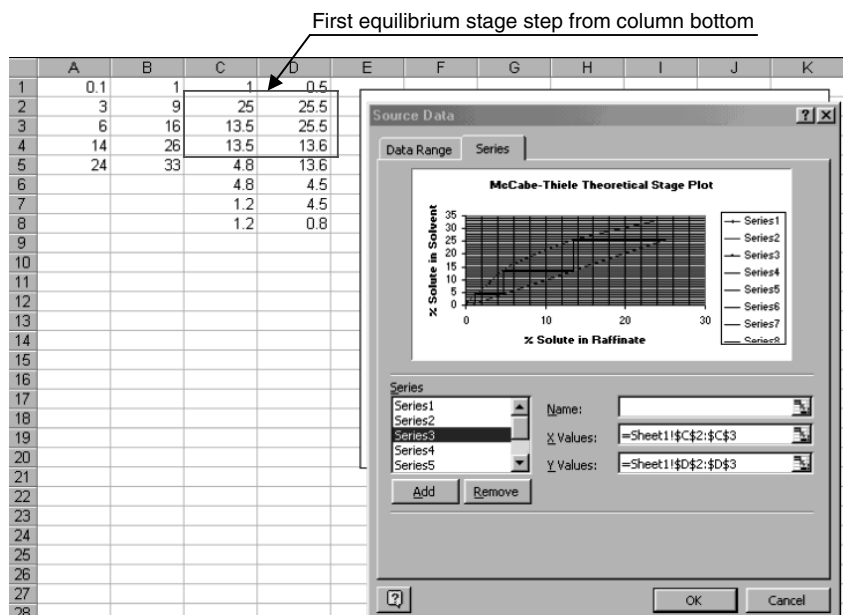 First equilibrium stage step from column bottom
A B C D E F G H I J K
1 0.1 1 1 0.5
2 3 9 25 25.5
3 6 16 13.5 25.5
4 14 26 13.5 13.6
5 24 33 4.8 13.6
6 4.8 4.5
7 1.2 4.5
8 1.2 0.8
9
10
11
12
13
14
15
16
17
18
19
20
21
22
23
24
25
26
27
28
Source Data
Data Range Series
McCabe-Thiele Theoretical Stage Plot
% Solute in Solvent
35
30
25
20
15
10
5
0
0 10 20 30
% Solute in Raffinate
Series1
Series2
Series3
Series4
Series5
Series6
Series7
Series8
Series
Series1
Series2
Series3
Series4
Series5
Name:
X Values: =Sheet1!$C$2:$C$3
Y Values: =Sheet1!$D$2:$D$3
Add Remove
OK Cancel